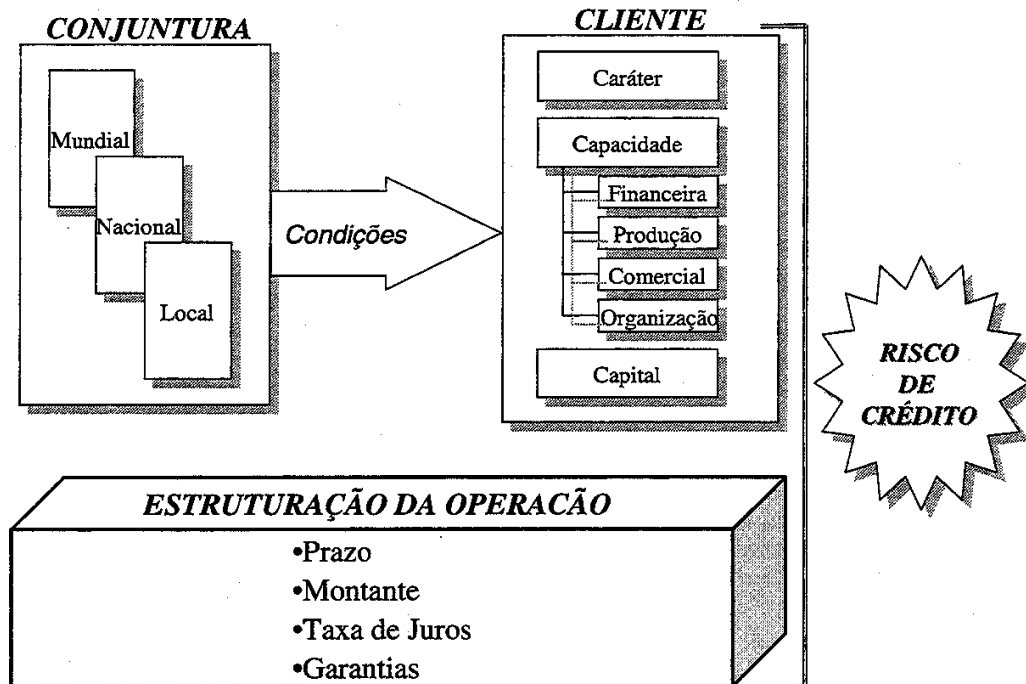 CONJUNTURA
Mundial
Nacional
Local
Condições
CLIENTE
Caráter
Capacidade
Financeira
Produção
Comercial
Organização
Capital
RISCO
DE
CRÉDITO
ESTRUTURAÇÃO DA OPERACÃO
•Prazo
•Montante
•Taxa de Juros
•Garantias